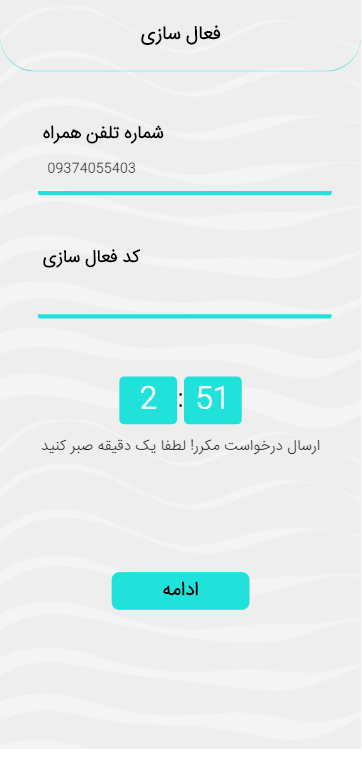 فعال سازی
شماره تلفن همراه
09374055403
کد فعال سازی
2 : 51
ارسال درخواست مکرر! لطفا یک دقیقه صبر کنید
ادامه